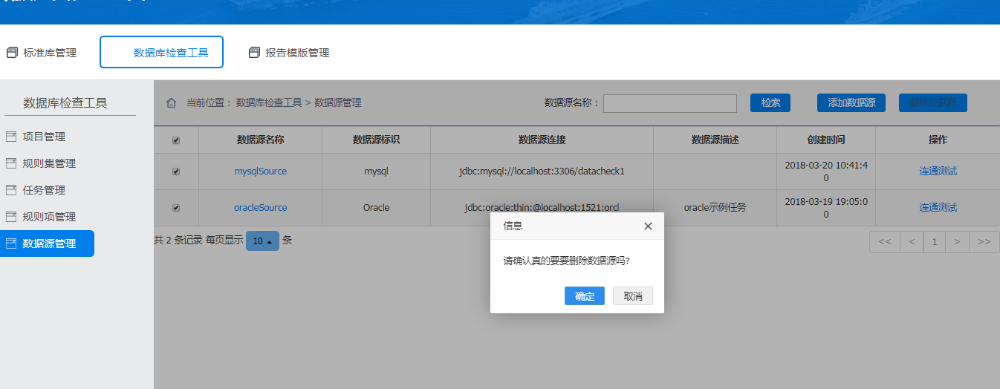 标准库管理
数据库检查工具
报告模版管理
数据库检查工具
项目管理
规则集管理
任务管理
规则项管理
数据源管理
当前位置： 数据库检查工具 > 数据源管理
数据源名称：
检索
添加数据源
删除数据源
数据源名称 数据源标识 数据源连接 数据源描述 创建时间 操作
mysqlSource mysql jdbc:mysql://localhost:3306/datacheck1 2018-03-20 10:41:4
0
连通测试
oracleSource Oracle jdbc:oracle:thin:@localhost:1521:orcl oracle示例任务 2018-03-19 19:05:0
0
连通测试
共 2 条记录 每页显示 10 条
<< < 1 > >>
信息
请确认真的要要删除数据源吗?
确定
取消